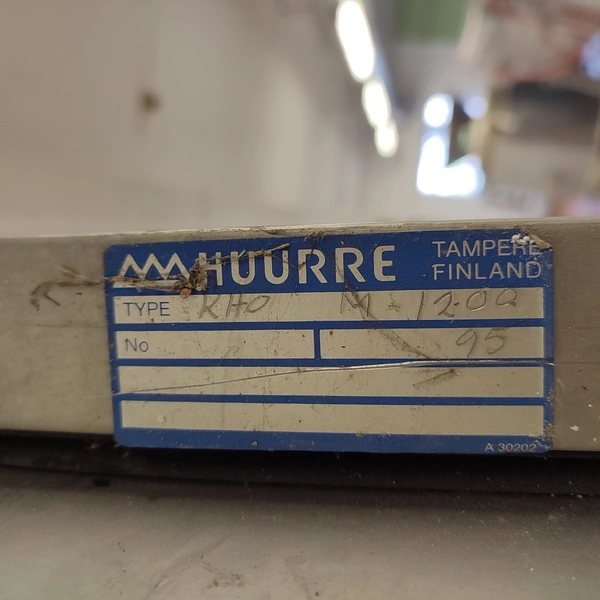 HUURRE
TAMPERE
FINLAND
TYPE KHO M-1200
No 95
A 30202